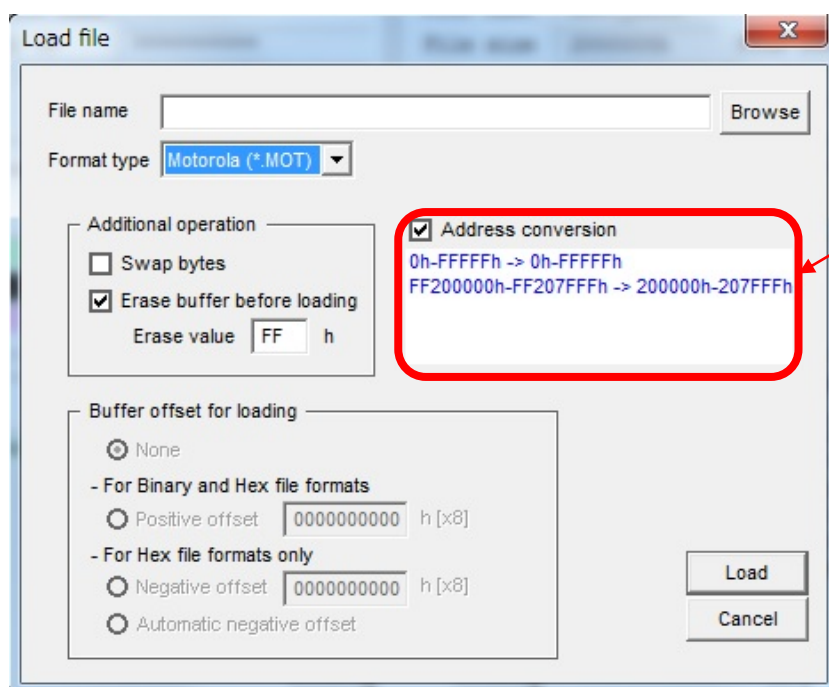 Load file
File name
Browse
Format type Motorola (*.MOT)
Additional operation
Swap bytes
Erase buffer before loading
Erase value FF h
Address conversion
0h-FFFFFh -> 0h-FFFFFh
FF200000h-FF207FFFh -> 200000h-207FFFh
Buffer offset for loading
None
- For Binary and Hex file formats
Positive offset 0000000000 h [x8]
- For Hex file formats only
Negative offset 0000000000 h [x8]
Automatic negative offset
Load
Cancel